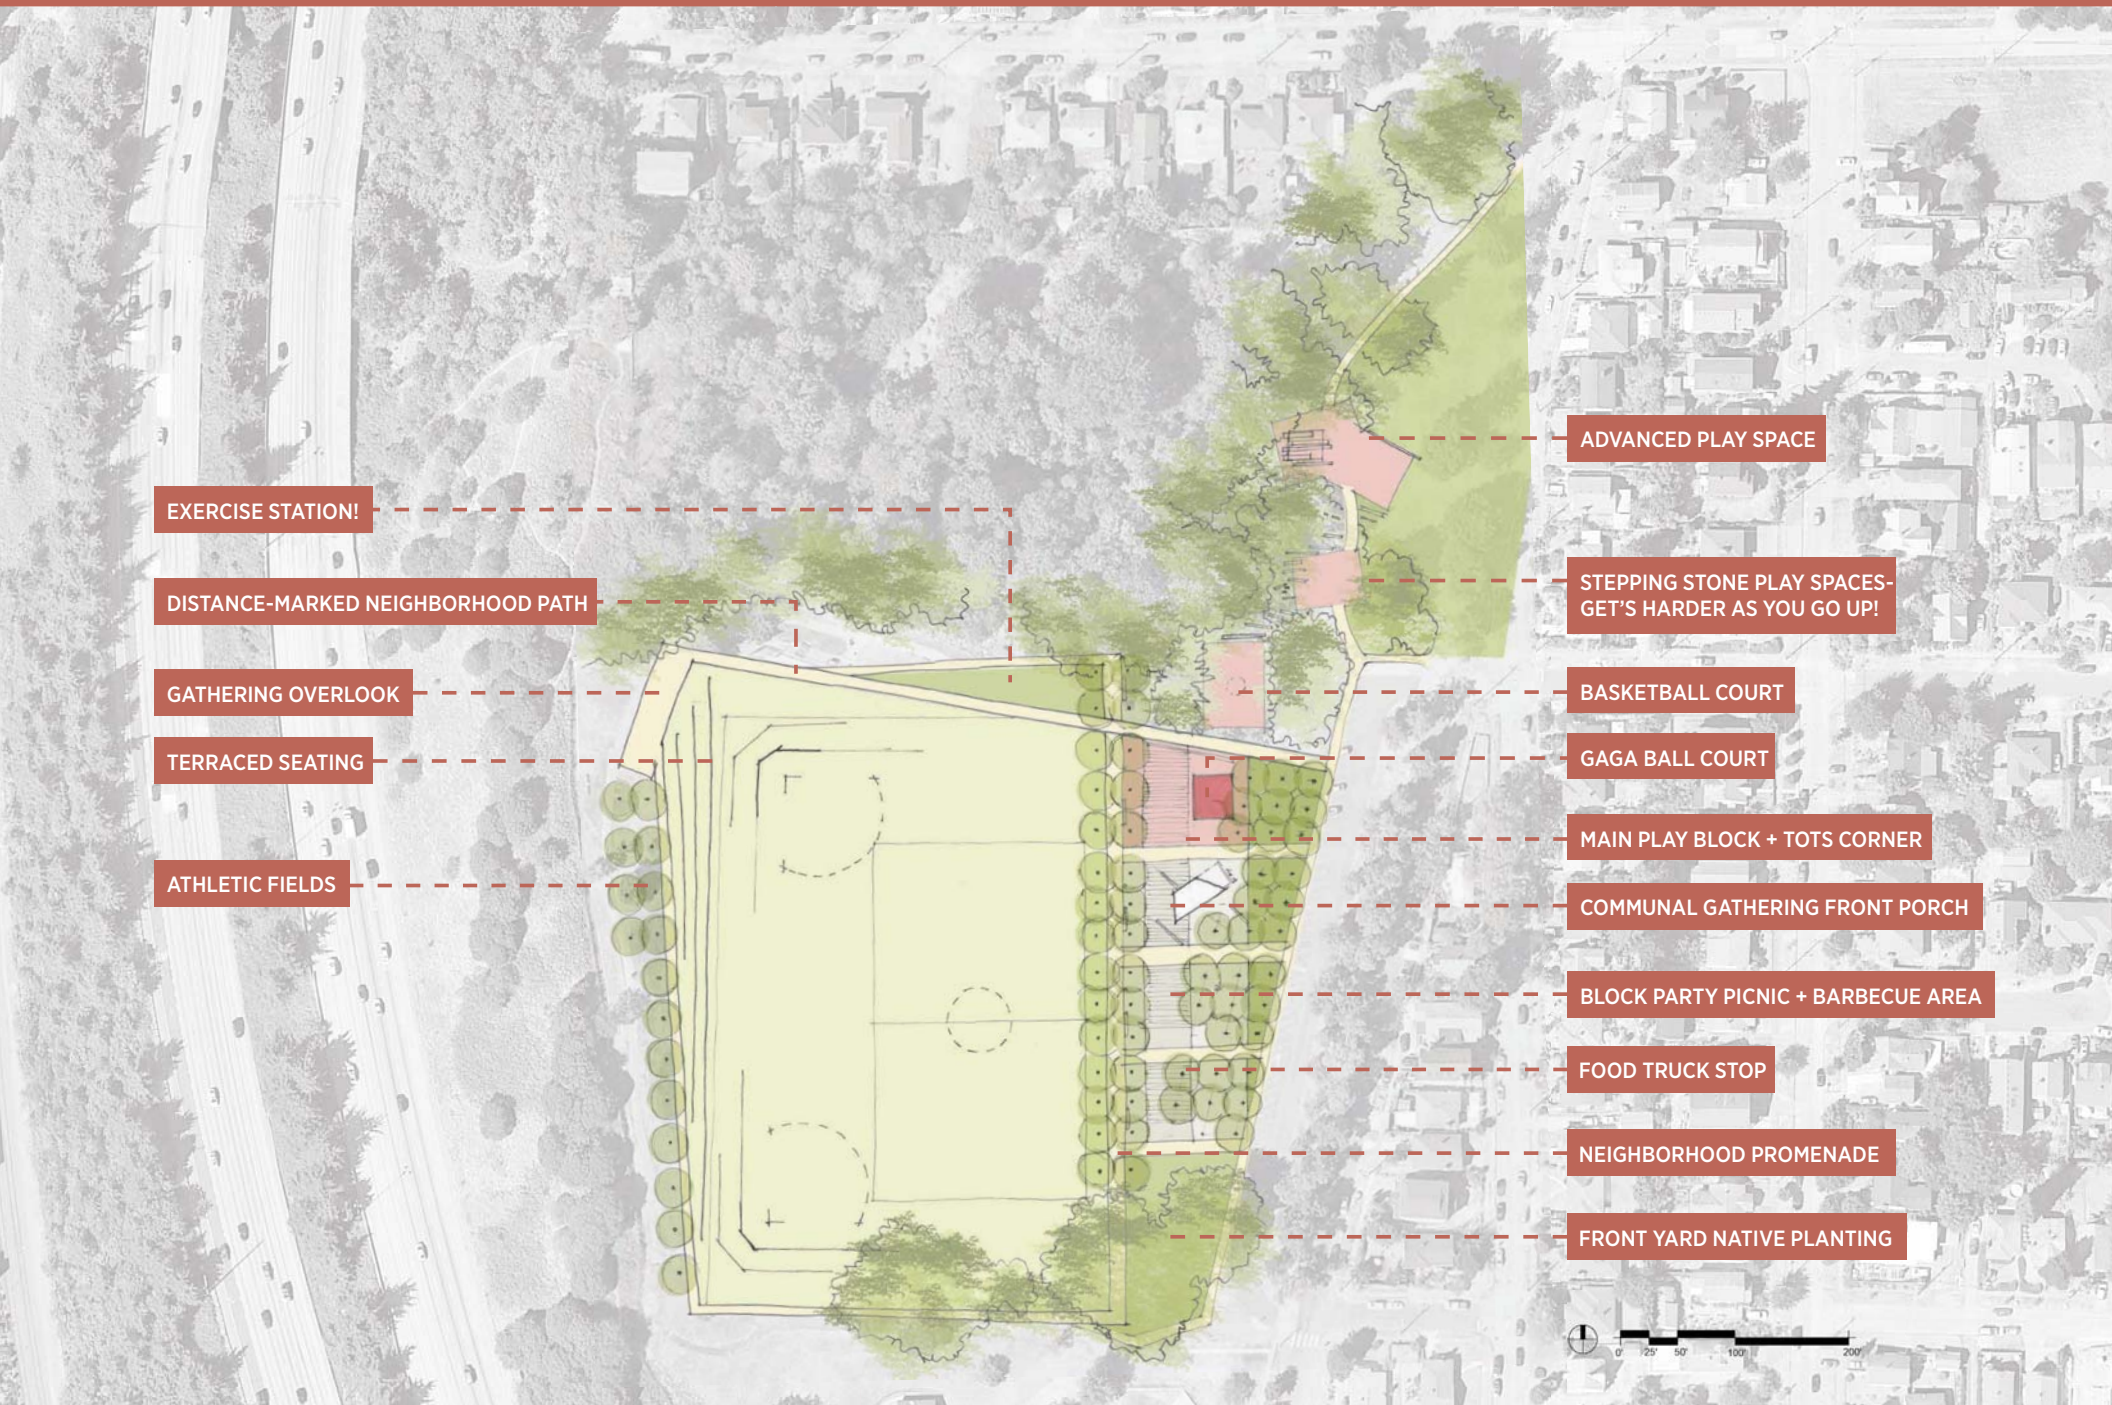 EXERCISE STATION!
DISTANCE-MARKED NEIGHBORHOOD PATH
GATHERING OVERLOOK
TERRACED SEATING
ATHLETIC FIELDS
ADVANCED PLAY SPACE
STEPPING STONE PLAY SPACES-
GET'S HARDER AS YOU GO UP!
BASKETBALL COURT
GAGA BALL COURT
MAIN PLAY BLOCK + TOTS CORNER
COMMUNAL GATHERING FRONT PORCH
BLOCK PARTY PICNIC + BARBECUE AREA
FOOD TRUCK STOP
NEIGHBORHOOD PROMENADE
FRONT YARD NATIVE PLANTING
0' 25' 50' 100' 200'